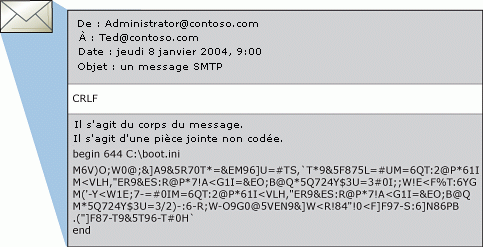 De : Administrator@contoso.com
À : Ted@contoso.com
Date : jeudi 8 janvier 2004, 9:00
Objet : un message SMTP
CRLF
Il s'agit du corps du message.
Il s'agit d'une pièce jointe non codée.
begin 644 C:\boot.ini
M6V)O;W0@;&]A9&5R70T*=&EM96]U=#TS,`T*9&5F875L=#UM=6QT:2@P*61I
M<VLH,"ER9&ES:R@P*7!A<G1I=&EO;B@Q*5Q724Y$3U=3#0I;;W!E<F%T:6YG
M('-Y<W1E;7-=#0IM=6QT:2@P*61I<VLH,"ER9&ES:R@P*7!A<G1I=&EO;B@Q
M*5Q724Y$3U=3/2)-:6-R;W-O9G0@5VEN9&]W<R!84"!0<F]F97-S:6]N86PB
.("]F87-T9&5T96-T#0H`
end